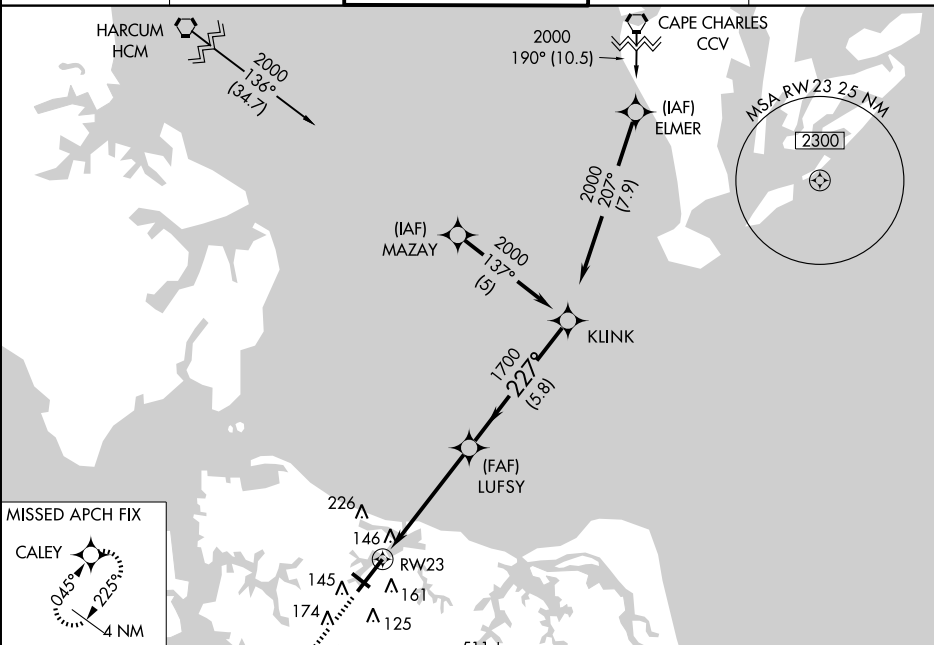 HARCUM
HCM
2000
136°
(34.7)
2000
190° (10.5)
CAPE CHARLES
CCV
(IAF)
ELMER
MSA RW23 25 NM
2300
2000
207°
(7.9)
(IAF)
MAZAY
2000
137°
(5)
KLINK
1700
227°
(5.8)
(FAF)
LUFSY
226
146
RW23
145
161
174
125
MISSED APCH FIX
CALEY
045°
225°
4 NM